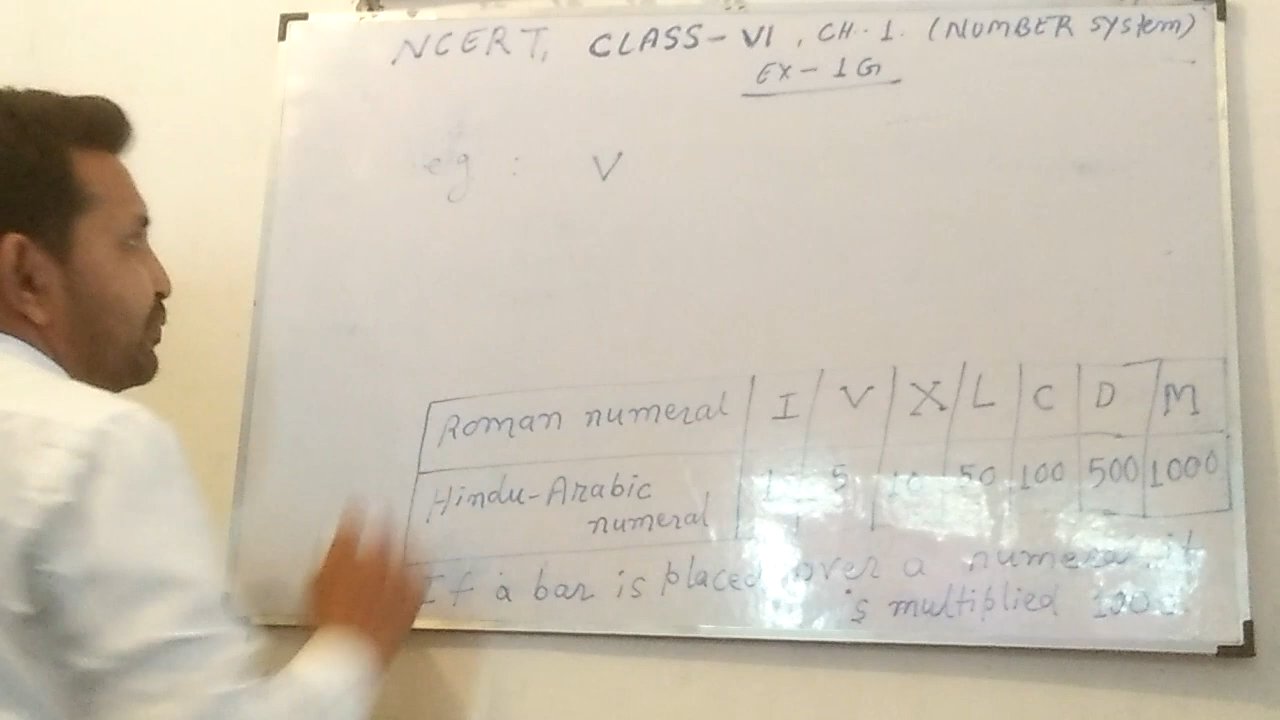 NCERT, CLASS-VI, CH-1. (NUMBER SYSTEM)
EX-1G
eg : V
Roman numeral I V X L C D M
Hindu-Arabic numeral 1 5 10 50 100 500 1000
If a bar is placed over a numeral it
is multiplied